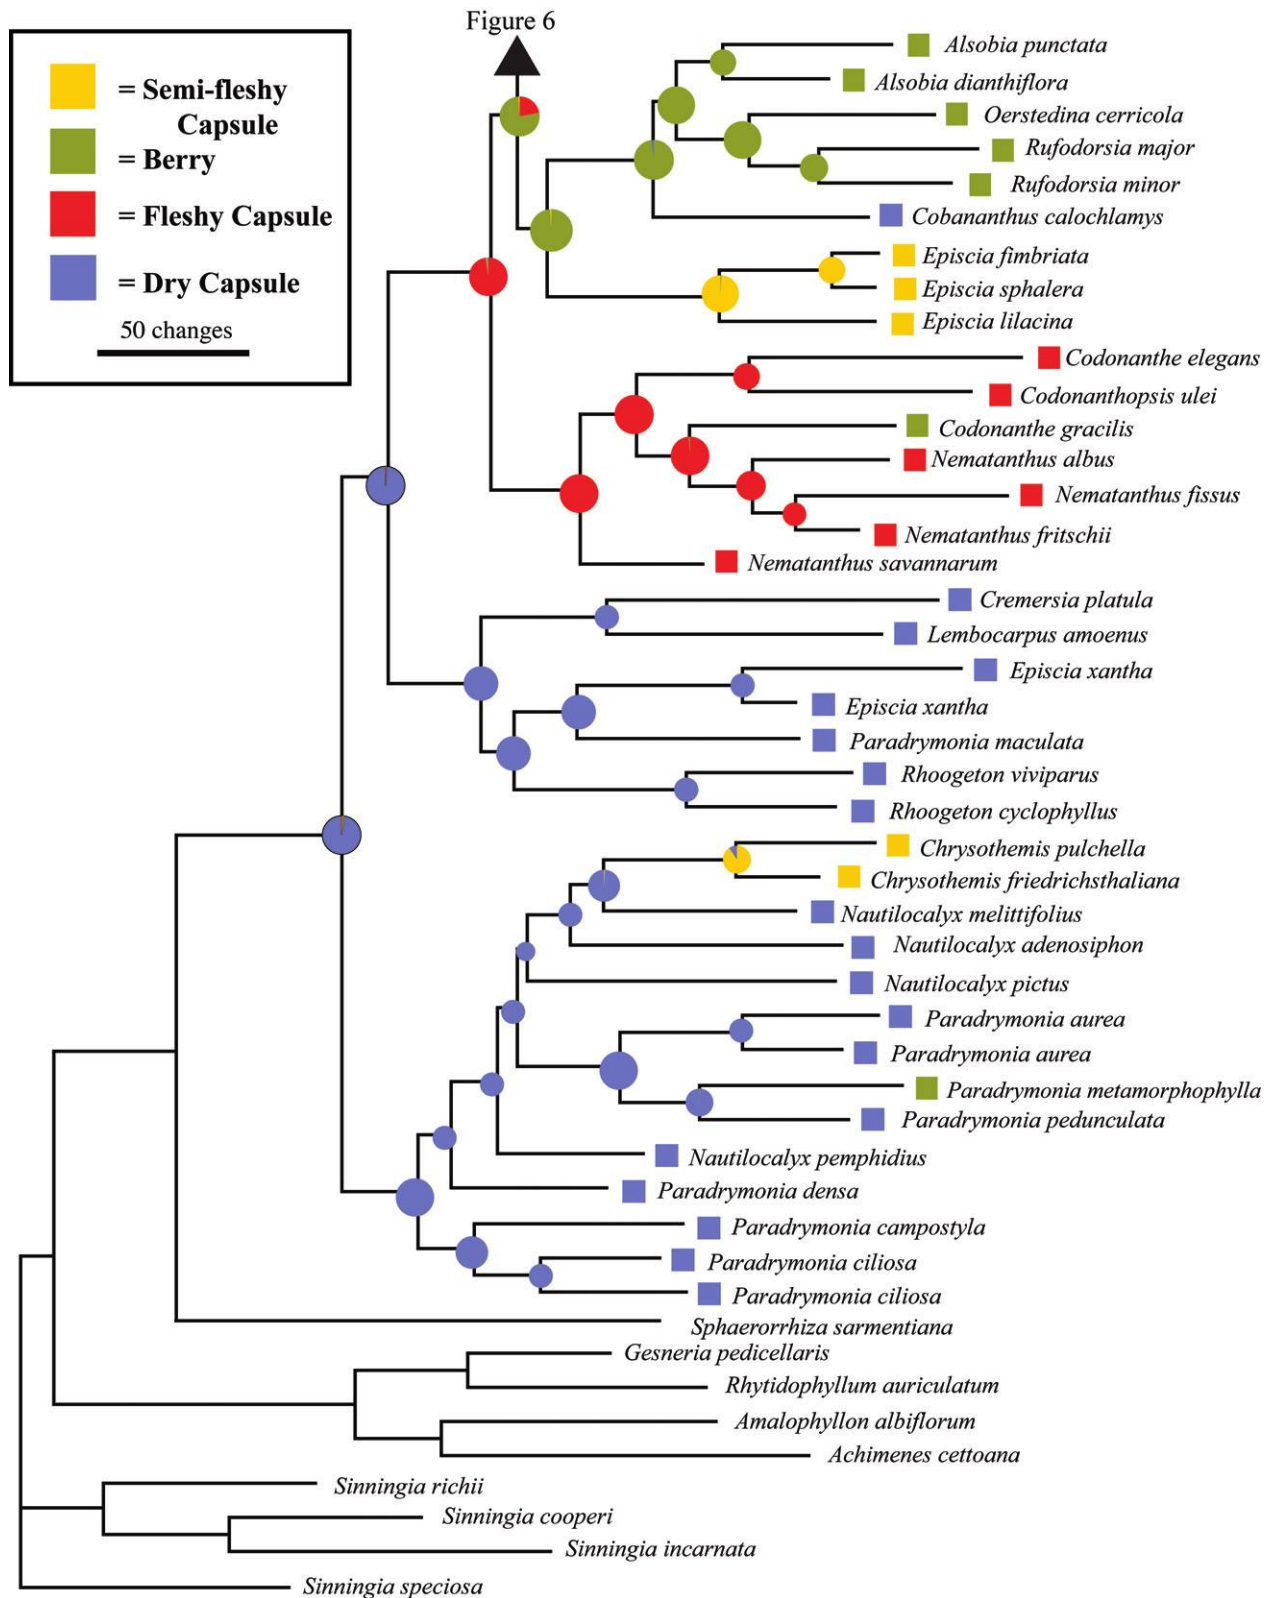 Figure 6
= Semi-fleshy
Capsule
= Berry
= Fleshy Capsule
= Dry Capsule
50 changes
Alsobia punctata
Alsobia dianthiflora
Oerstedina cerricola
Rufodorsia major
Rufodorsia minor
Cobananthus calochlamys
Episcia fimbriata
Episcia sphalera
Episcia lilacina
Codonanthe elegans
Codonanthopsis ulei
Codonanthe gracilis
Nematanthus albus
Nematanthus fissus
Nematanthus fritschii
Nematanthus savannarum
Cremersia platula
Lembocarpus amoenus
Episcia xantha
Episcia xantha
Paradrymonia maculata
Rhoogeton viviparus
Rhoogeton cyclophyllus
Chrysothemis pulchella
Chrysothemis friedrichsthaliana
Nautilocalyx melittifolius
Nautilocalyx adenosiphon
Nautilocalyx pictus
Paradrymonia aurea
Paradrymonia aurea
Paradrymonia metamorphophylla
Paradrymonia pedunculata
Nautilocalyx pemphidius
Paradrymonia densa
Paradrymonia campostyla
Paradrymonia ciliosa
Paradrymonia ciliosa
Sphaerorrhiza sarmentiana
Gesneria pedicellaris
Rhytidophyllum auriculatum
Amalophyllon albiflorum
Achimenes cettoana
Sinningia richii
Sinningia cooperi
Sinningia incarnata
Sinningia speciosa